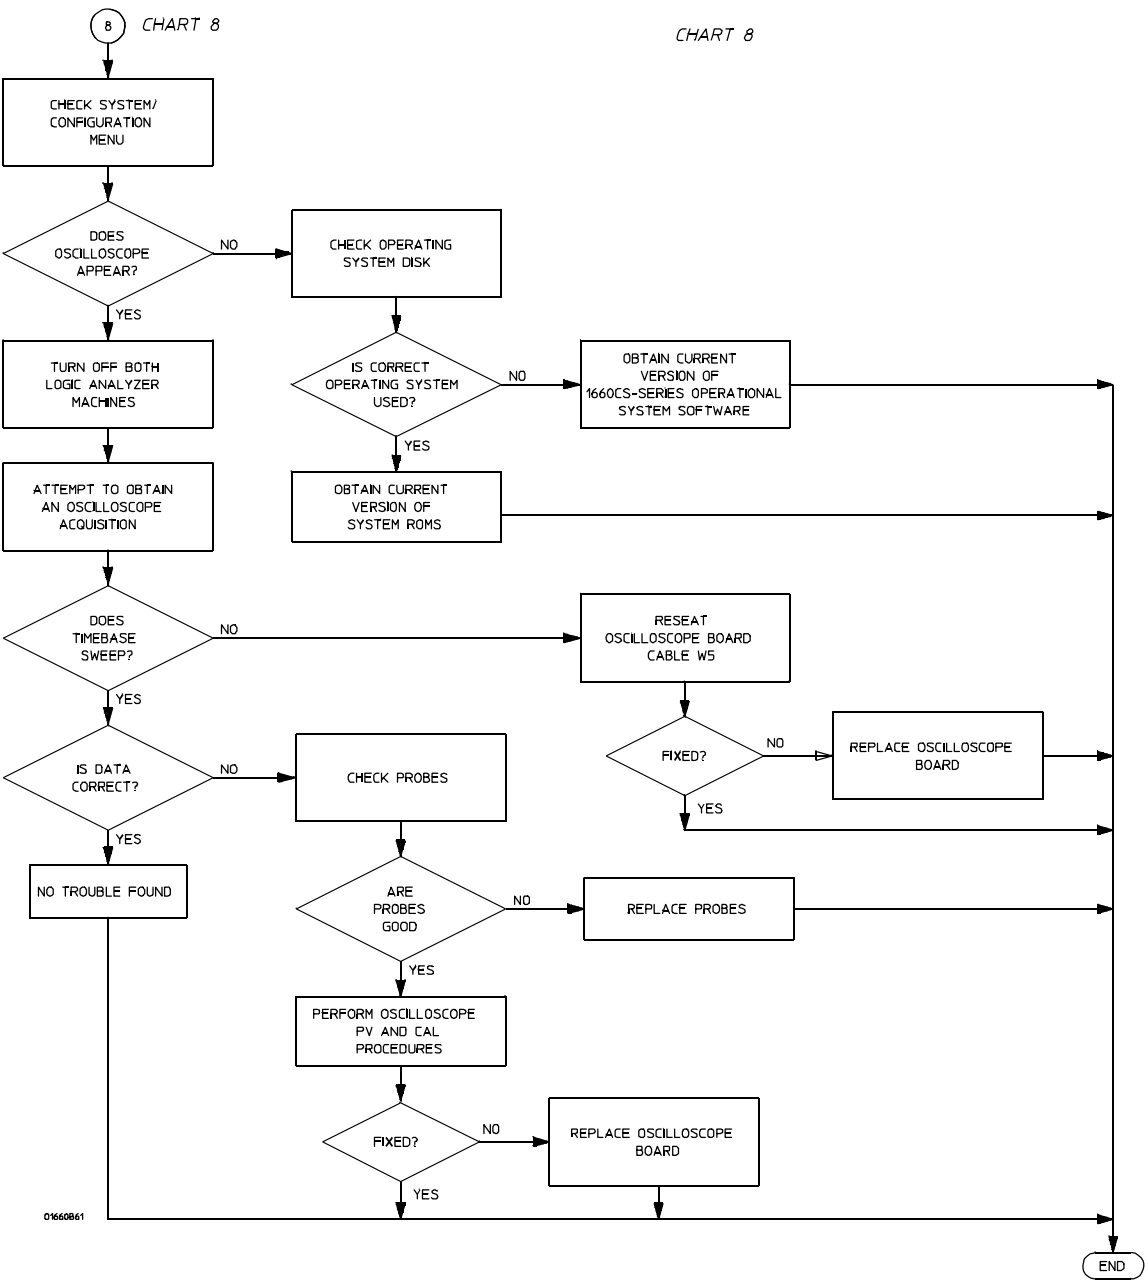 8 CHART 8
CHART 8
CHECK SYSTEM/
CONFIGURATION
MENU
DOES
OSCILLOSCOPE
APPEAR?
NO
YES
CHECK OPERATING
SYSTEM DISK
IS CORRECT
OPERATING SYSTEM
USED?
NO
YES
OBTAIN CURRENT
VERSION OF
1660CS-SERIES OPERATIONAL
SYSTEM SOFTWARE
OBTAIN CURRENT
VERSION OF
SYSTEM ROMS
TURN OFF BOTH
LOGIC ANALYZER
MACHINES
ATTEMPT TO OBTAIN
AN OSCILLOSCOPE
ACQUISITION
DOES
TIMEBASE
SWEEP?
NO
YES
RESEAT
OSCILLOSCOPE BOARD
CABLE W5
FIXED?
NO
YES
REPLACE OSCILLOSCOPE
BOARD
IS DATA
CORRECT?
NO
YES
NO TROUBLE FOUND
CHECK PROBES
ARE
PROBES
GOOD
NO
YES
REPLACE PROBES
PERFORM OSCILLOSCOPE
PV AND CAL
PROCEDURES
FIXED?
NO
YES
REPLACE OSCILLOSCOPE
BOARD
01660B61
END